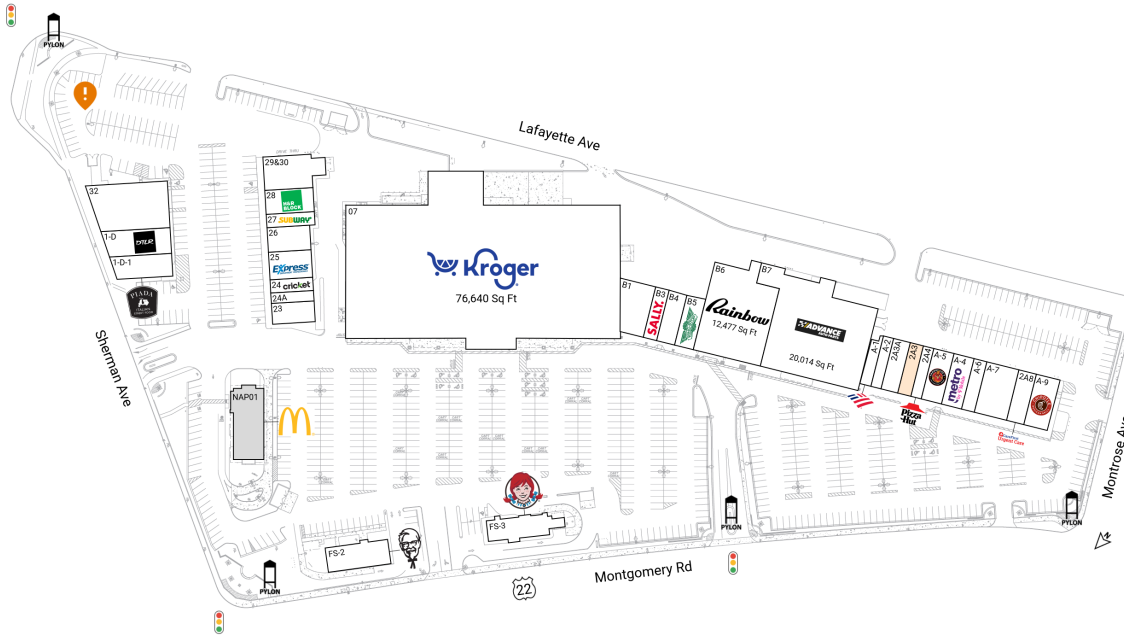 PYLON
Lafayette Ave
29&30
32
28
H&R
BLOCK
27
SUBWAY
26
07
1-D
DTLR
1-D-1
25
EXpress
24
cricket
24A
23
PIADA
Kroger
76,640 Sq Ft
B1
B3
SALLY.
B4
B5
B6
Rainbow
12,477 Sq Ft
B7
ADVANCE
20,014 Sq Ft
A-1
A-2
2A3A
2A3
2A4
A-5
A-4
metro
A-6
A-7
2A8
A-9
Pizza
Hut
Urgent Care
Sherman Ave
NAP01
Montrose Ave
FS-3
FS-2
PYLON
PYLON
PYLON
Montgomery Rd
22